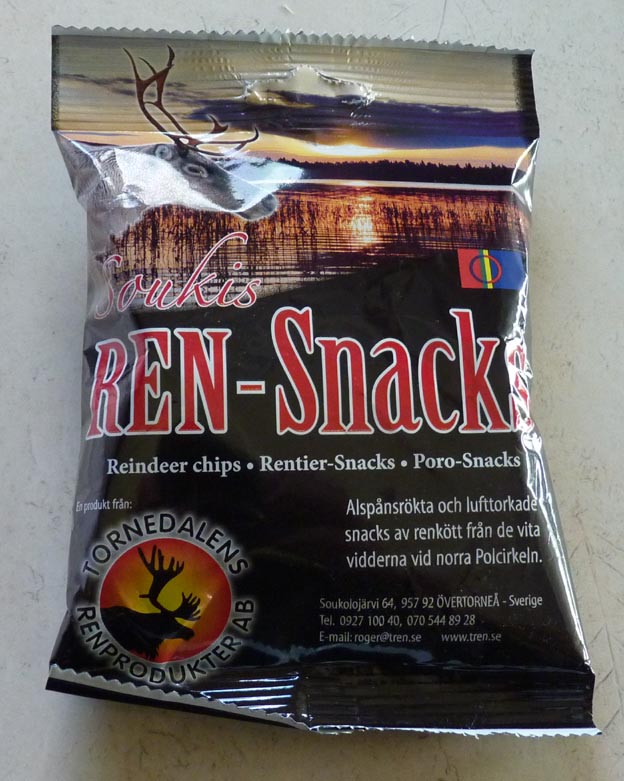 Soukis
REN-Snacks
Reindeer chips • Rentier-Snacks • Poro-Snacks
En produkt från:
TORNEDALENS
RENPRODUKTER AB
Alspånsrökta och lufttorkade
snacks av renkött från de vita
vidderna vid norra Polcirkeln.
Soukolojärvi 64, 957 92 ÖVERTORNEÅ - Sverige
Tel. 0927 100 40, 070 544 89 28
E-mail: roger@tren.se www.tren.se